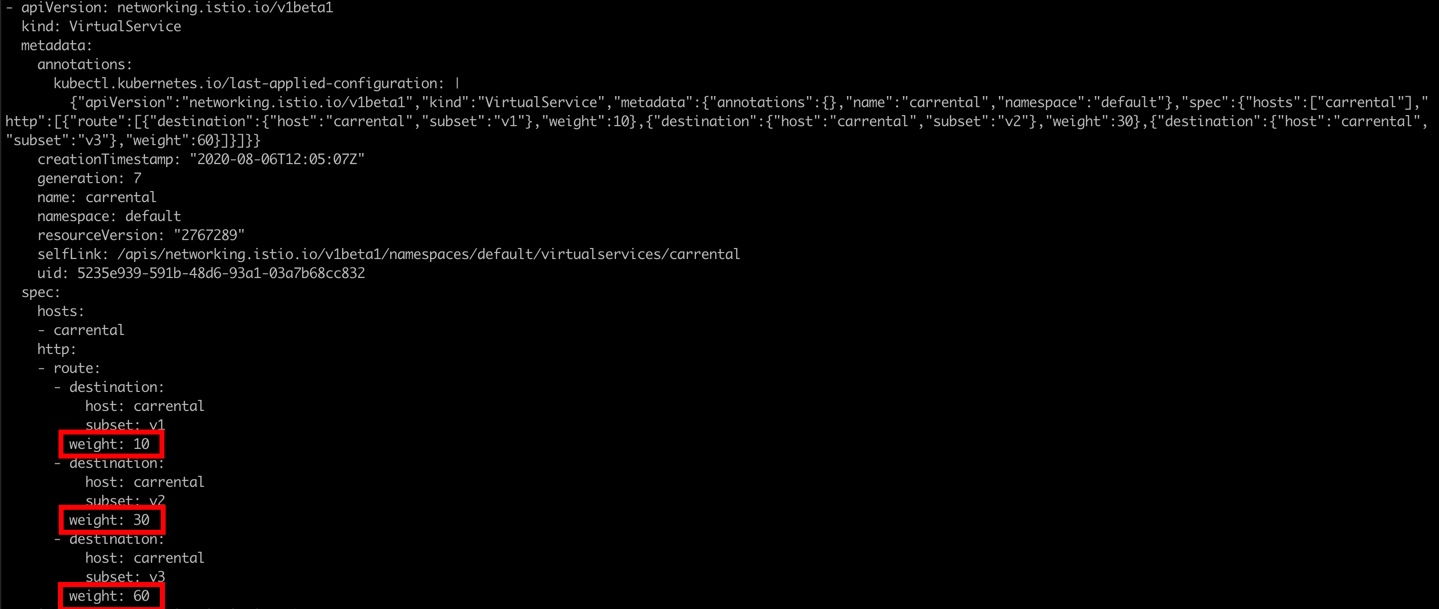 - apiVersion: networking.istio.io/v1beta1
  kind: VirtualService
  metadata:
    annotations:
      kubectl.kubernetes.io/last-applied-configuration: |
        {"apiVersion":"networking.istio.io/v1beta1","kind":"VirtualService","metadata":{"annotations":{},"name":"carrental","namespace":"default"},"spec":{"hosts":["carrental"],"
http":[{"route":[{"destination":{"host":"carrental","subset":"v1"},"weight":10},{"destination":{"host":"carrental","subset":"v2"},"weight":30},{"destination":{"host":"carrental",
"subset":"v3"},"weight":60}]}]}}
    creationTimestamp: "2020-08-06T12:05:07Z"
    generation: 7
    name: carrental
    namespace: default
    resourceVersion: "2767289"
    selfLink: /apis/networking.istio.io/v1beta1/namespaces/default/virtualservices/carrental
    uid: 5235e939-591b-48d6-93a1-03a7b68cc832
  spec:
    hosts:
    - carrental
    http:
    - route:
      - destination:
          host: carrental
          subset: v1
        weight: 10
      - destination:
          host: carrental
          subset: v2
        weight: 30
      - destination:
          host: carrental
          subset: v3
        weight: 60